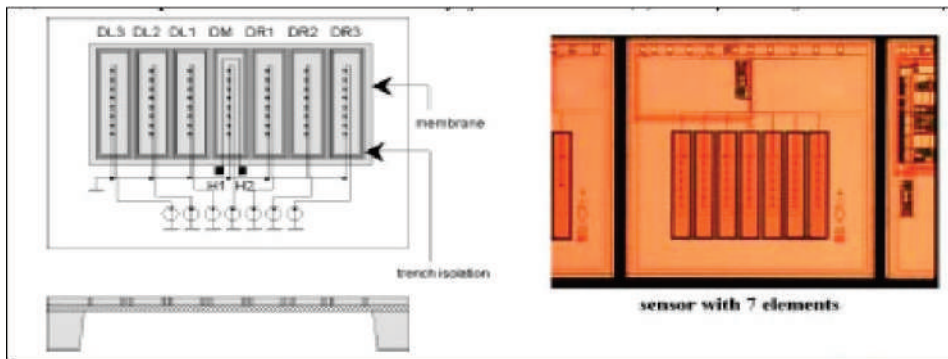 DL3 DL2 DL1 DM DR1 DR2 DR3
membrane
H1 H2
trench isolation
sensor with 7 elements